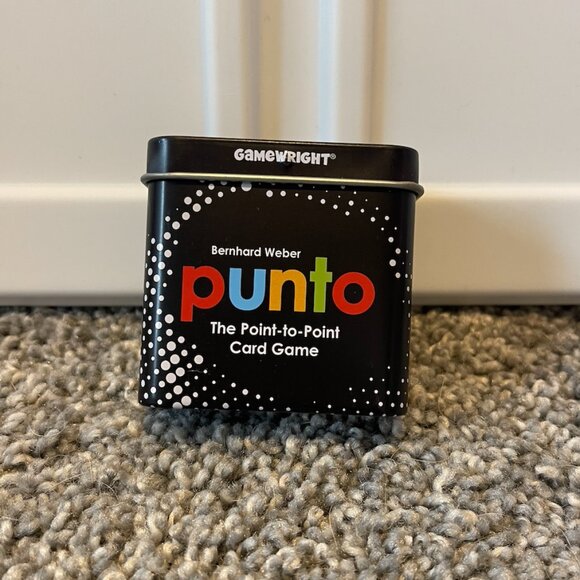 GAMEWRIGHT®
Bernhard Weber
punto
The Point-to-Point
Card Game